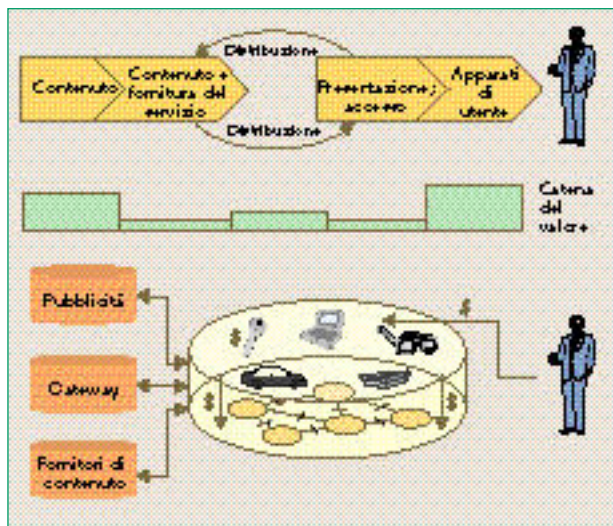 Distribuzione
Contenuto
Contenuto +
fornitura del
servizio
Presentazione;
accesso
Apparati
di
utente
Distribuzione
Catena
del
valore
Pubblicità
$
$
Gateway
$
$
Fornitori di
contenuto